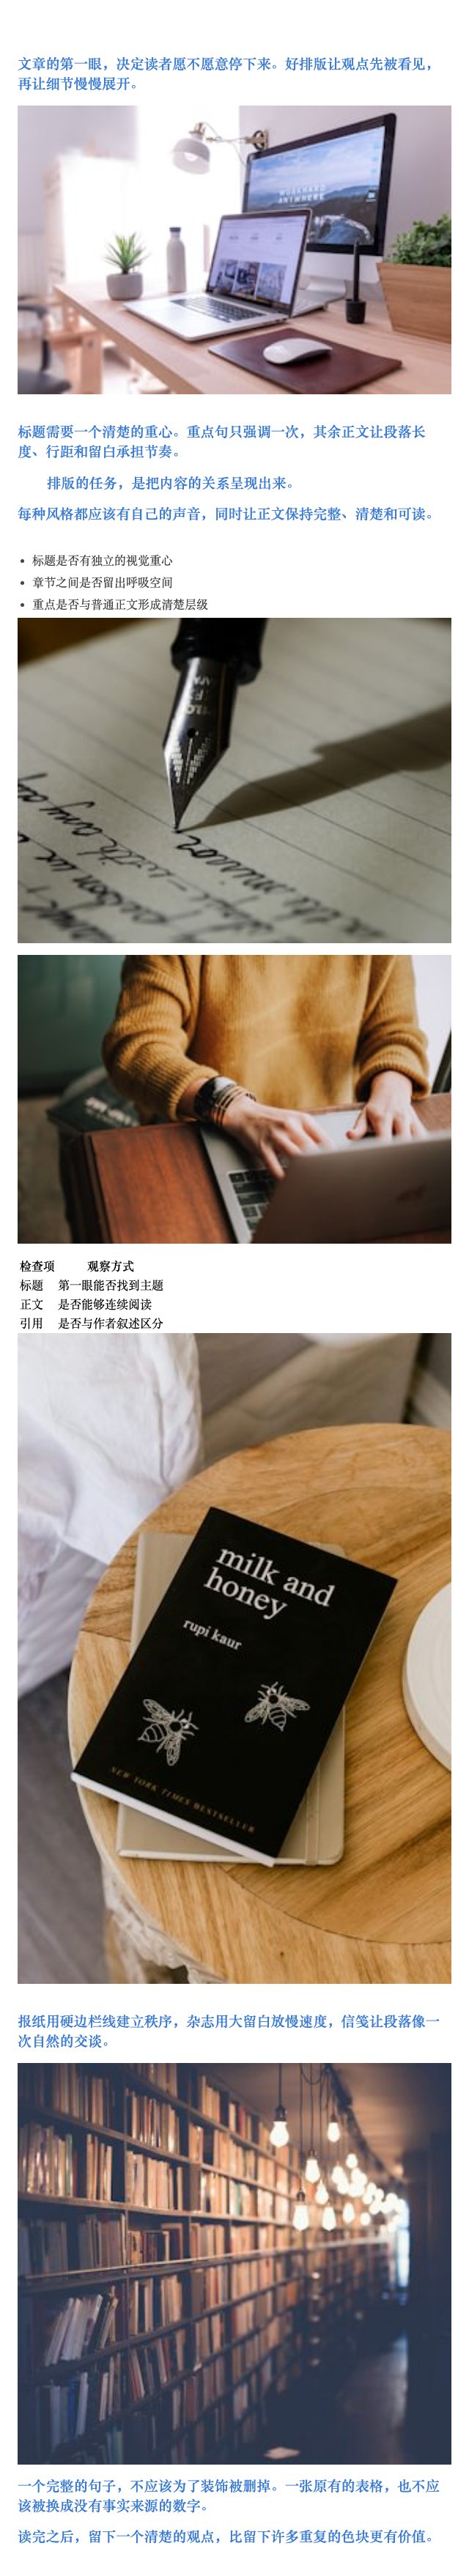 文章的第一眼，决定读者愿不愿意停下来。好排版让观点先被看见，
再让细节慢慢展开。
WORK HARD
ANYWHERE
标题需要一个清楚的重心。重点句只强调一次，其余正文让段落长
度、行距和留白承担节奏。
排版的任务，是把内容的关系呈现出来。
每种风格都应该有自己的声音，同时让正文保持完整、清楚和可读。
标题是否有独立的视觉重心
章节之间是否留出呼吸空间
重点是否与普通正文形成清楚层级
检查项 观察方式
标题 第一眼能否找到主题
正文 是否能够连续阅读
引用 是否与作者叙述区分
milk and
honey
rupi kaur
NEW YORK TIMES BESTSELLER
报纸用硬边栏线建立秩序，杂志用大留白放慢速度，信笺让段落像一
次自然的交谈。
一个完整的句子，不应该为了装饰被删掉。一张原有的表格，也不应
该被换成没有事实来源的数字。
读完之后，留下一个清楚的观点，比留下许多重复的色块更有价值。